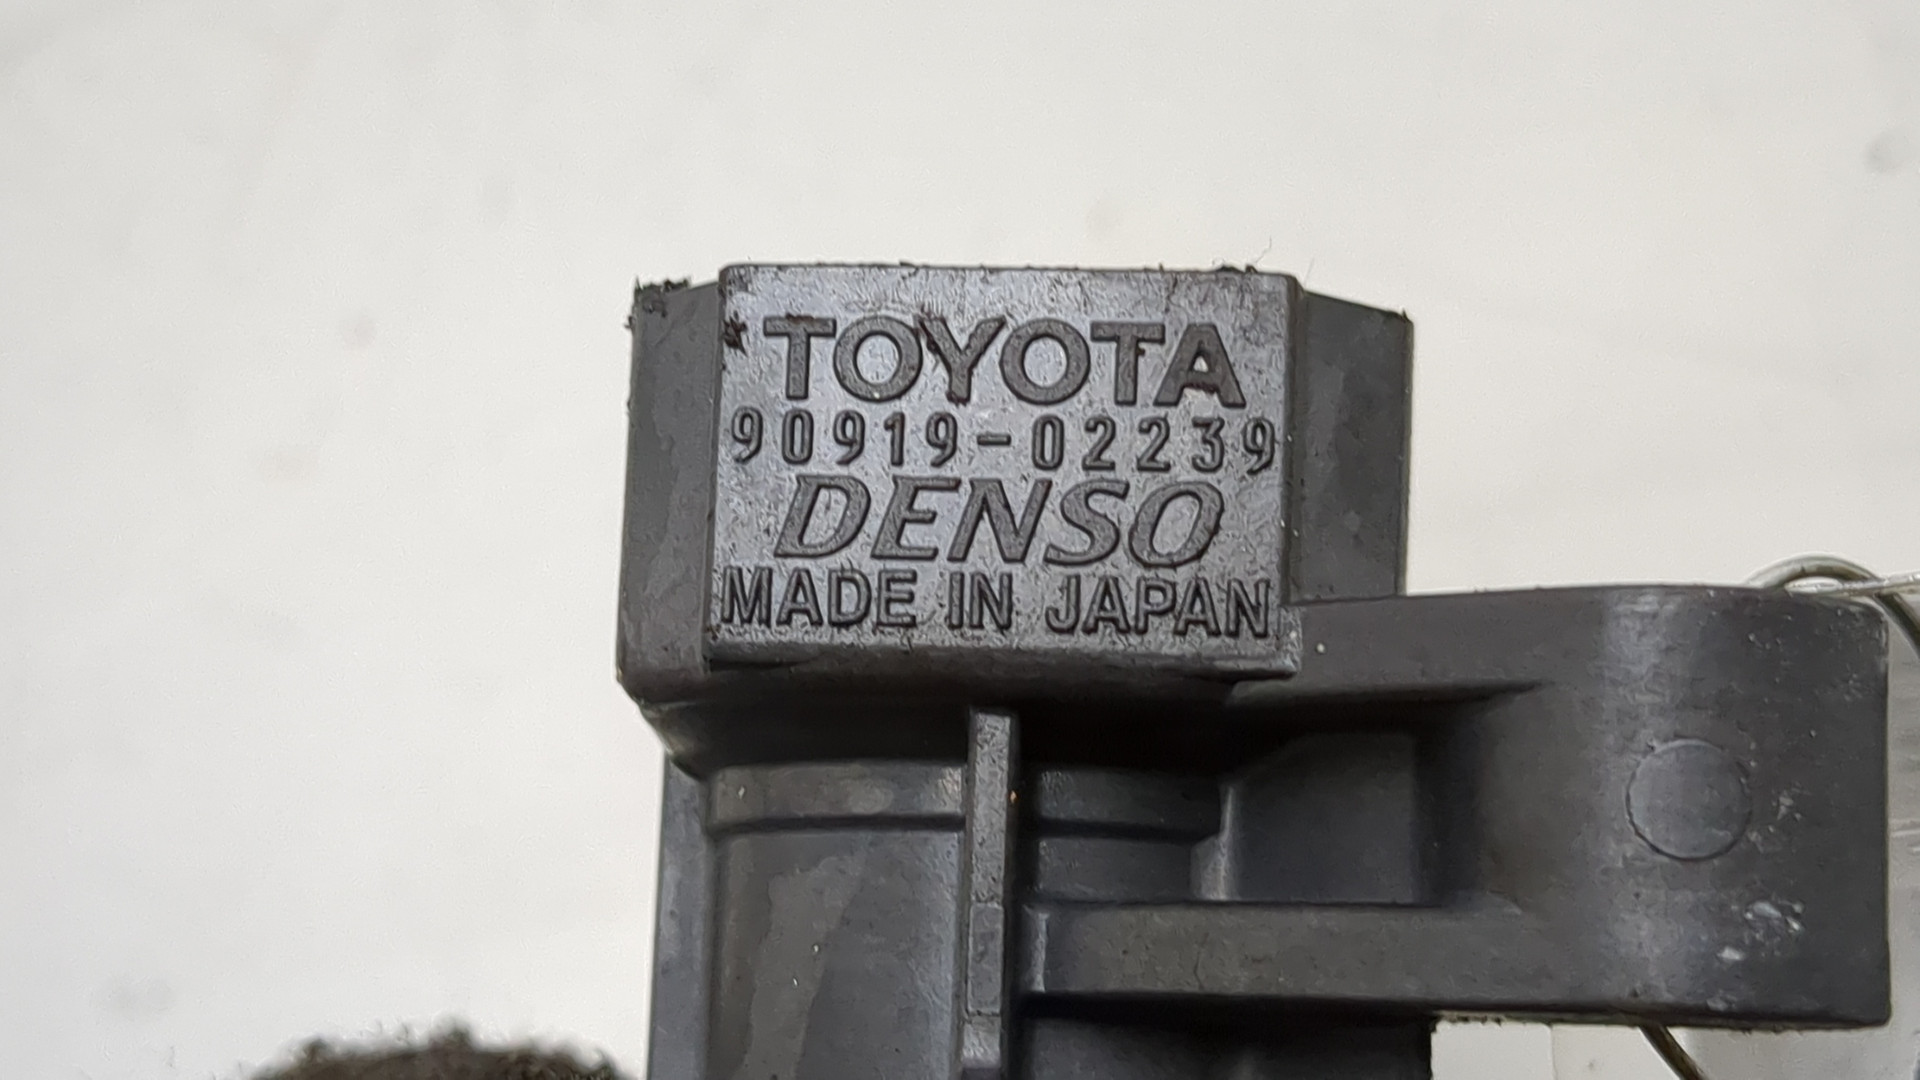 TOYOTA
90919-02239
DENSO
MADE IN JAPAN